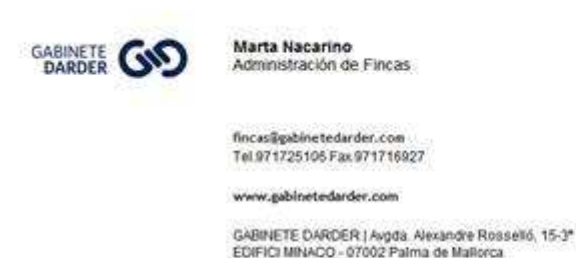 GABINETE
DARDER
Marta Nacarino
Administración de Fincas
fincas@gabinetedarder.com
Tel.971725106 Fax.971716927
www.gabinetedarder.com
GABINETE DARDER | Avgda. Alexandre Rosselló, 15-3ª
EDIFICI MINACO - 07002 Palma de Mallorca